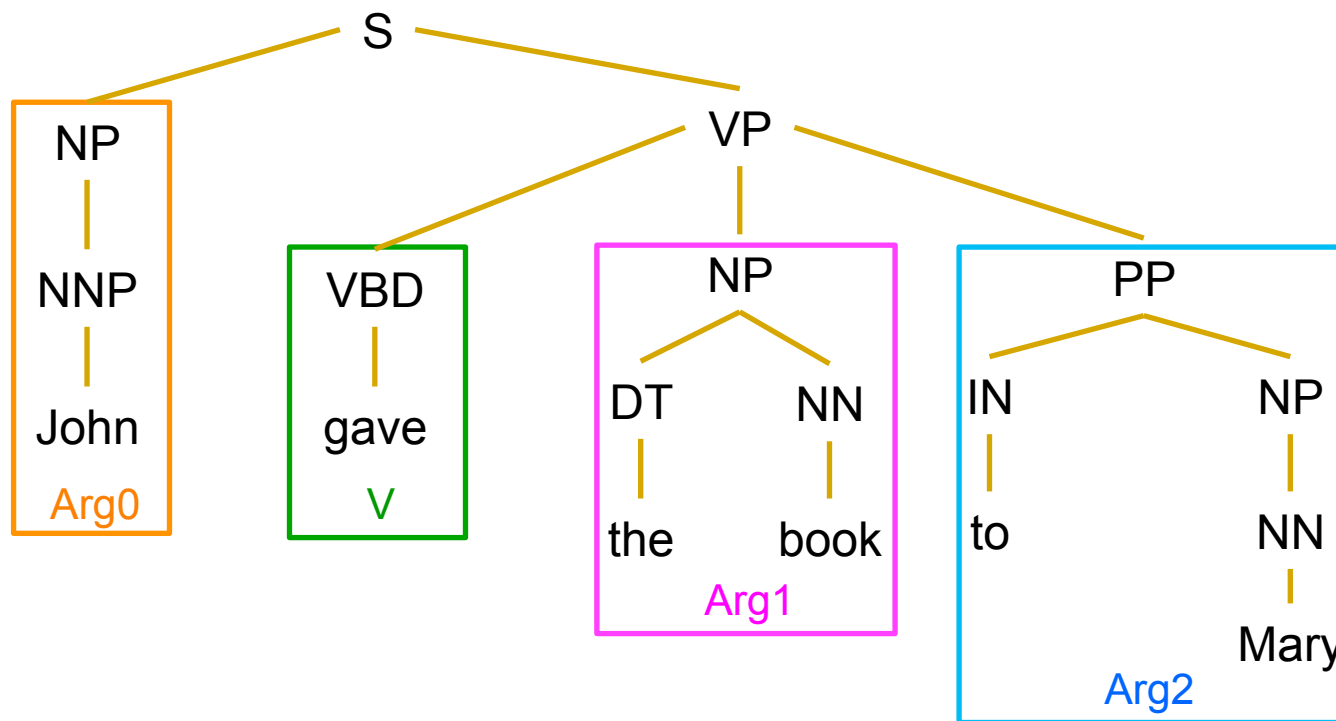 S
NP VP
NNP VBD NP PP
John gave DT NN IN NP
Arg0 V the book to NN
Arg1 Mary
Arg2